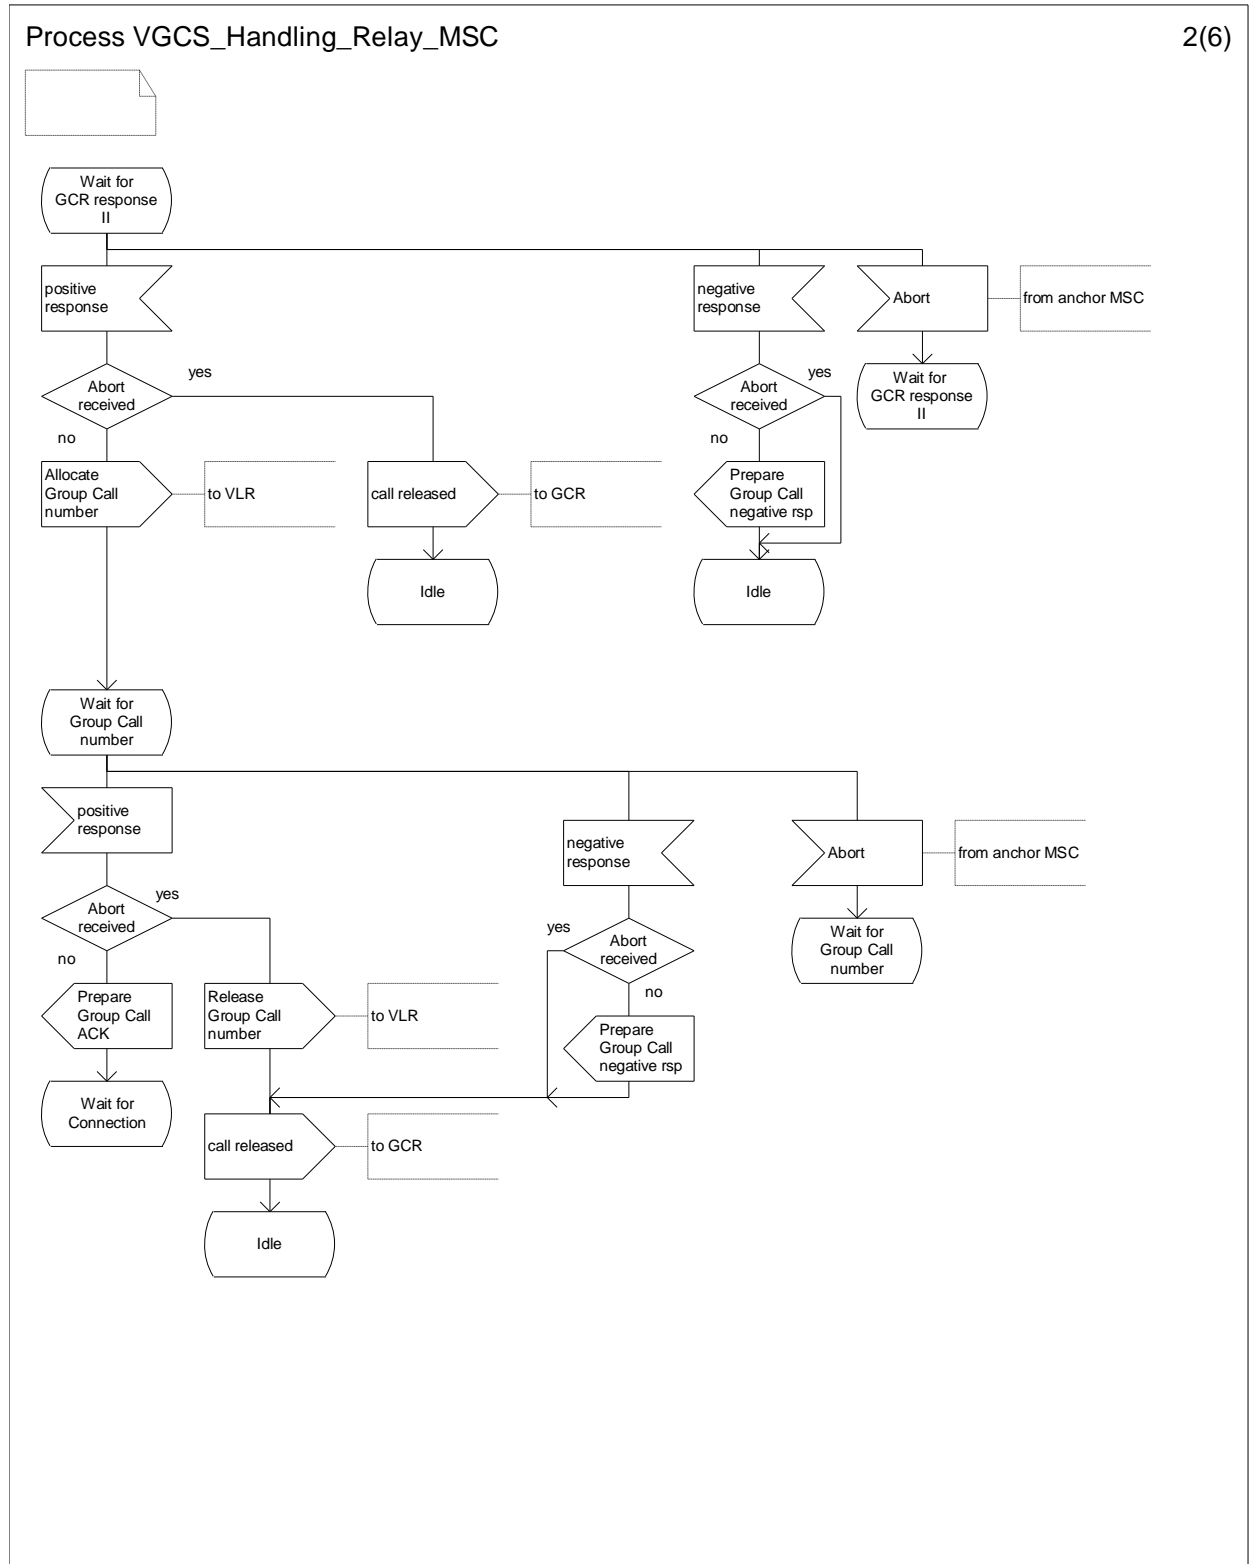 Process VGCS_Handling_Relay_MSC
2(6)
Wait for
GCR response
II
positive
response
negative
response
Abort
from anchor MSC
Abort
received
yes
no
Abort
received
yes
no
Wait for
GCR response
II
Allocate
Group Call
number
to VLR
call released
to GCR
Prepare
Group Call
negative rsp
Idle
Idle
Wait for
Group Call
number
positive
response
negative
response
Abort
from anchor MSC
Abort
received
yes
no
Abort
received
yes
no
Wait for
Group Call
number
Prepare
Group Call
ACK
Release
Group Call
number
to VLR
Prepare
Group Call
negative rsp
Wait for
Connection
call released
to GCR
Idle